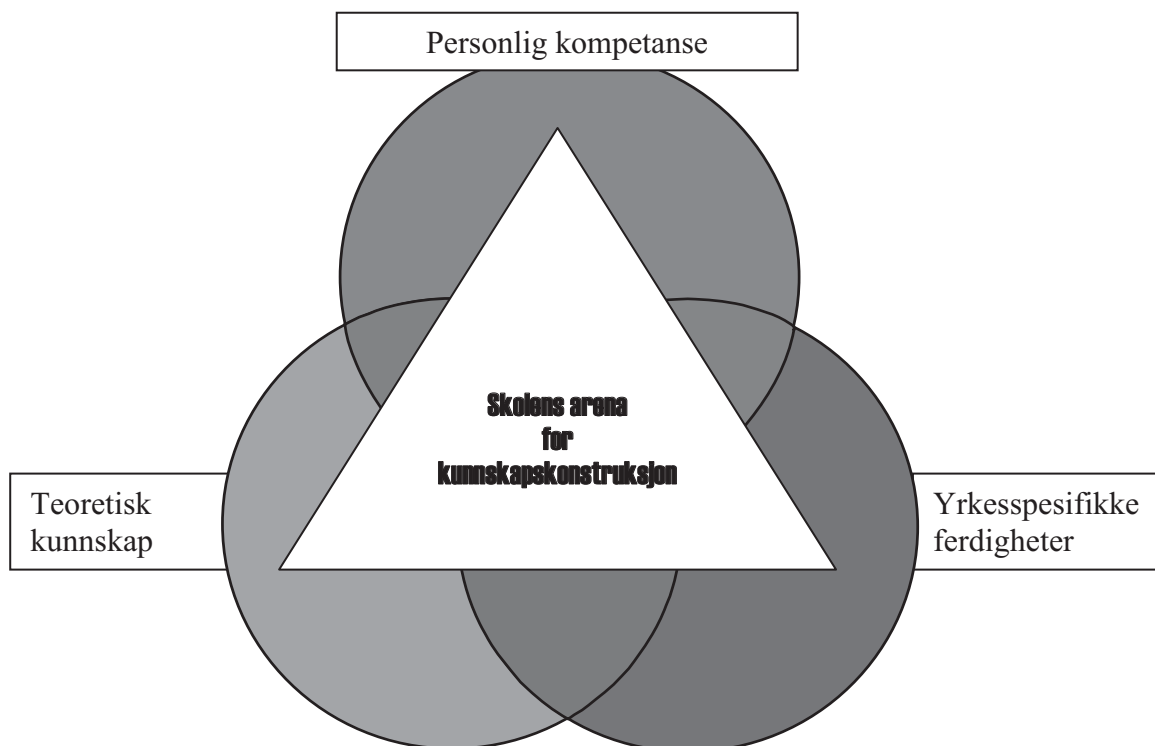 Personlig kompetanse
Skolens arena
for
kunnskapskonstruksjon
Teoretisk
kunnskap
Yrkesspesifikke
ferdigheter